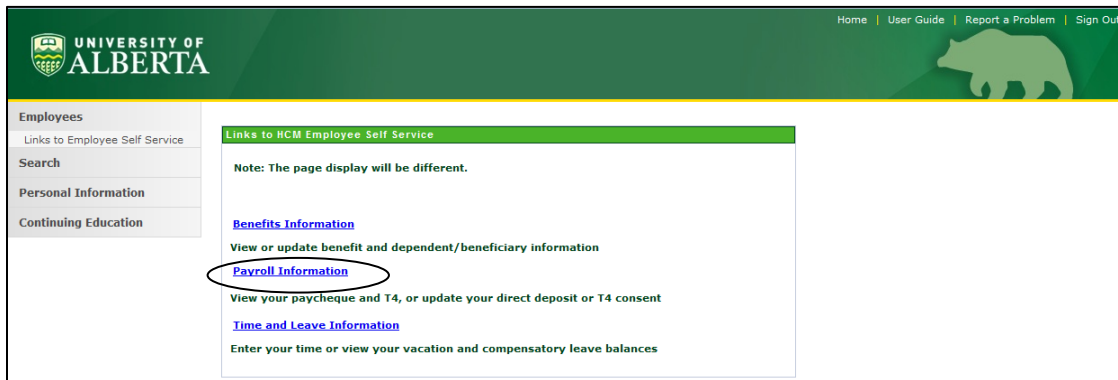 Home | User Guide | Report a Problem | Sign Out
UNIVERSITY OF
ALBERTA
Employees
Links to Employee Self Service
Search
Personal Information
Continuing Education
Links to HCM Employee Self Service
Note: The page display will be different.
Benefits Information
View or update benefit and dependent/beneficiary information
Payroll Information
View your paycheque and T4, or update your direct deposit or T4 consent
Time and Leave Information
Enter your time or view your vacation and compensatory leave balances